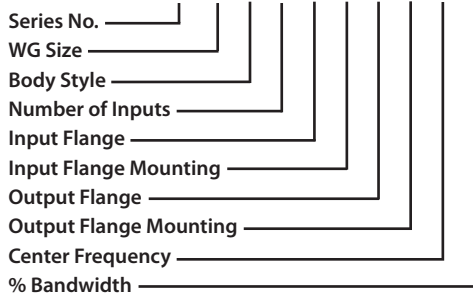 Series No.
WG Size
Body Style
Number of Inputs
Input Flange
Input Flange Mounting
Output Flange
Output Flange Mounting
Center Frequency
% Bandwidth